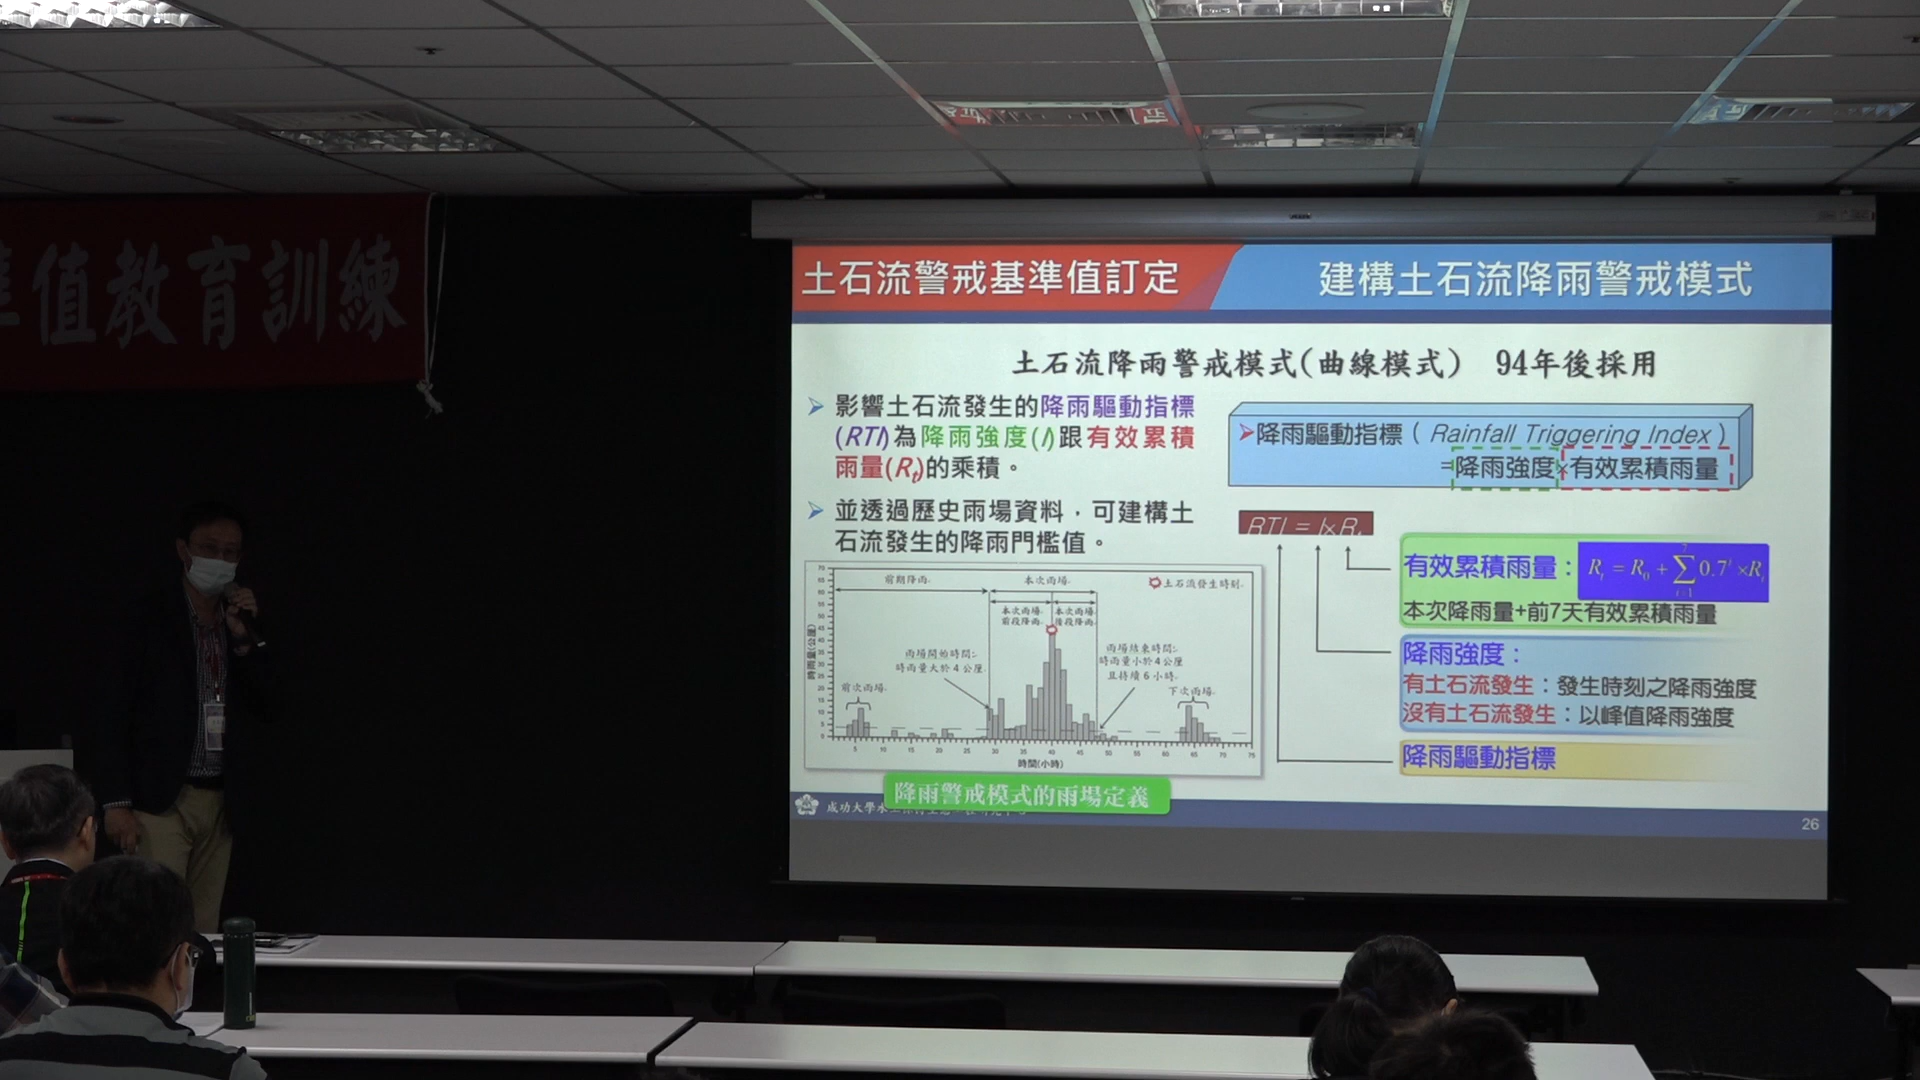 值教育訓練
土石流警戒基準值訂定
建構土石流降雨警戒模式
土石流降雨警戒模式(曲線模式) 94年後採用
影響土石流發生的降雨驅動指標
(RTI)為降雨強度(I)跟有效累積
雨量(Rt)的乘積。
並透過歷史雨場資料，可建構土
石流發生的降雨門檻值。
降雨驅動指標( Rainfall Triggering Index )
=降雨強度×有效累積雨量
RTI = I×Rt
有效累積雨量：
本次降雨量+前7天有效累積雨量
降雨強度：
有土石流發生：發生時刻之降雨強度
沒有土石流發生：以峰值降雨強度
降雨驅動指標
前期降雨
本次雨場
土石流發生時刻
本次雨場
前段降雨
本次雨場
後段降雨
雨場開始時間:
時雨量大於4公厘
雨場結束時間:
時雨量小於4公厘
且持續6小時
前次雨場
下次雨場
時雨量(公厘)
時間(小時)
降雨警戒模式的雨場定義
成功大學水
26